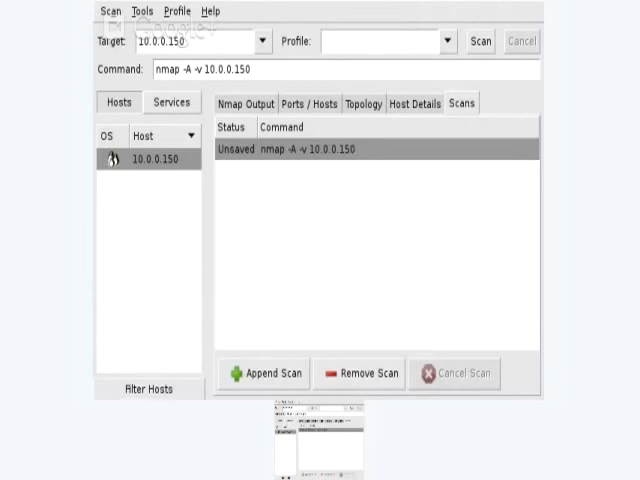 Scan Tools Profile Help
Google+
Target: 10.0.0.150 Profile: Scan Cancel
Command: nmap -A -v 10.0.0.150
Hosts Services
Nmap Output Ports / Hosts Topology Host Details Scans
OS Host
Status Command
10.0.0.150
Unsaved nmap -A -v 10.0.0.150
Append Scan Remove Scan Cancel Scan
Filter Hosts